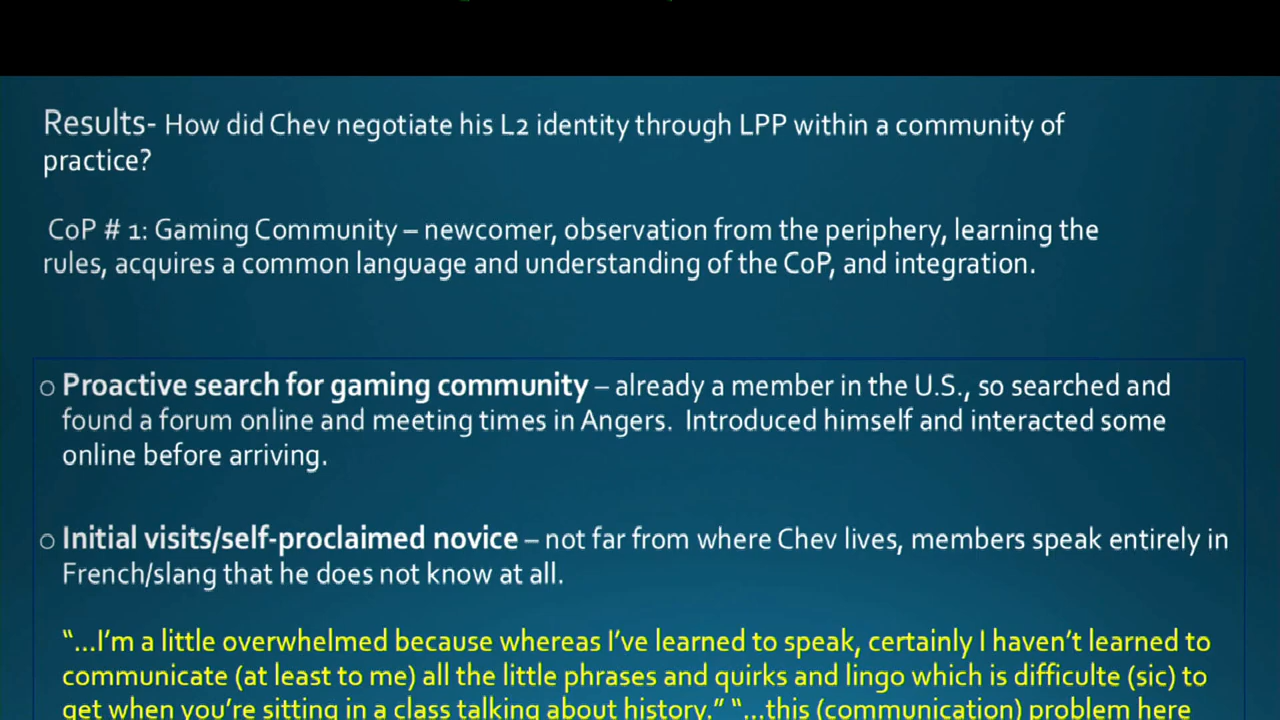 Results- How did Chev negotiate his L2 identity through LPP within a community of
practice?
CoP # 1: Gaming Community – newcomer, observation from the periphery, learning the
rules, acquires a common language and understanding of the CoP, and integration.
○ Proactive search for gaming community – already a member in the U.S., so searched and
found a forum online and meeting times in Angers. Introduced himself and interacted some
online before arriving.
○ Initial visits/self-proclaimed novice – not far from where Chev lives, members speak entirely in
French/slang that he does not know at all.
“…I’m a little overwhelmed because whereas I’ve learned to speak, certainly I haven’t learned to
communicate (at least to me) all the little phrases and quirks and lingo which is difficulte (sic) to
get when you’re sitting in a class talking about history.” “…this (communication) problem here